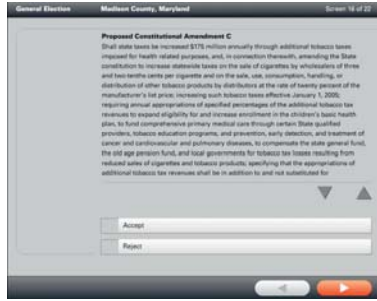 General Election Madison County, Maryland Screen 16 of 22
Proposed Constitutional Amendment C
Shall state taxes be increased $175 million annually through additional tobacco taxes
imposed for health related purposes, and, in connection therewith, amending the State
constitution to increase statewide taxes on the sale of cigarettes by wholesalers of three
and two tenths cents per cigarette and on the sale, use, consumption, handling, or
distribution of other tobacco products by distributors at the rate of twenty percent of the
manufacturer's list price; increasing such tobacco taxes effective January 1, 2005;
requiring annual appropriations of specified percentages of the additional tobacco tax
revenues to expand eligibility for and increase enrollment in the children's basic health
plan, to fund comprehensive primary medical care through certain State qualified
providers, tobacco education programs, and prevention, early detection, and treatment of
cancer and cardiovascular and pulmonary diseases, to compensate the state general fund,
the old age pension fund, and local governments for tobacco tax losses resulting from
reduced sales of cigarettes and tobacco products; specifying that the appropriations of
additional tobacco tax revenues shall be in addition to and not substituted for
Accept
Reject